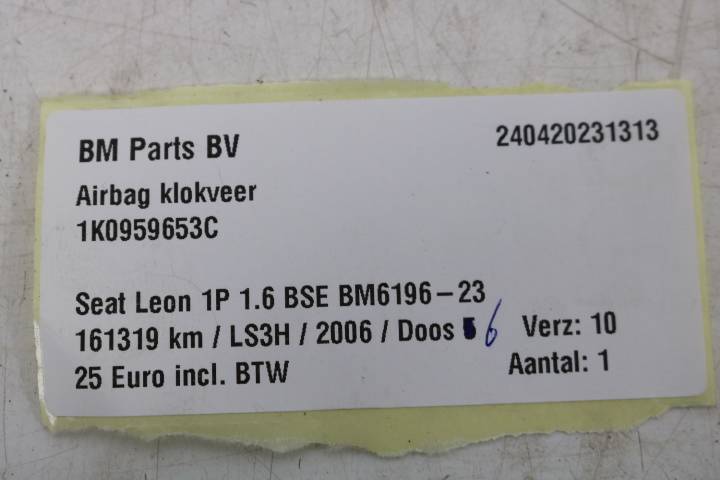 BM Parts BV 240420231313
Airbag klokveer
1K0959653C
Seat Leon 1P 1.6 BSE BM6196-23
161319 km / LS3H / 2006 / Doos 6 Verz: 10
25 Euro incl. BTW Aantal: 1